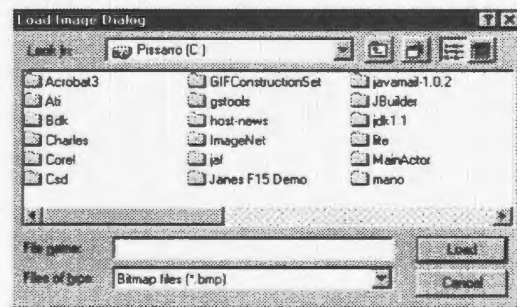 Load Image Dialog
Look in: Pissarro (C:)
Acrobat3
Ati
Bdk
Charles
Corel
Csd
GIFConstructionSet
gstools
host-news
ImageNet
jaf
Janes F15 Demo
javamail-1.0.2
JBuilder
jdk1.1
lite
MainActor
mano
File name:
Load
Files of type: Bitmap files (*.bmp)
Cancel